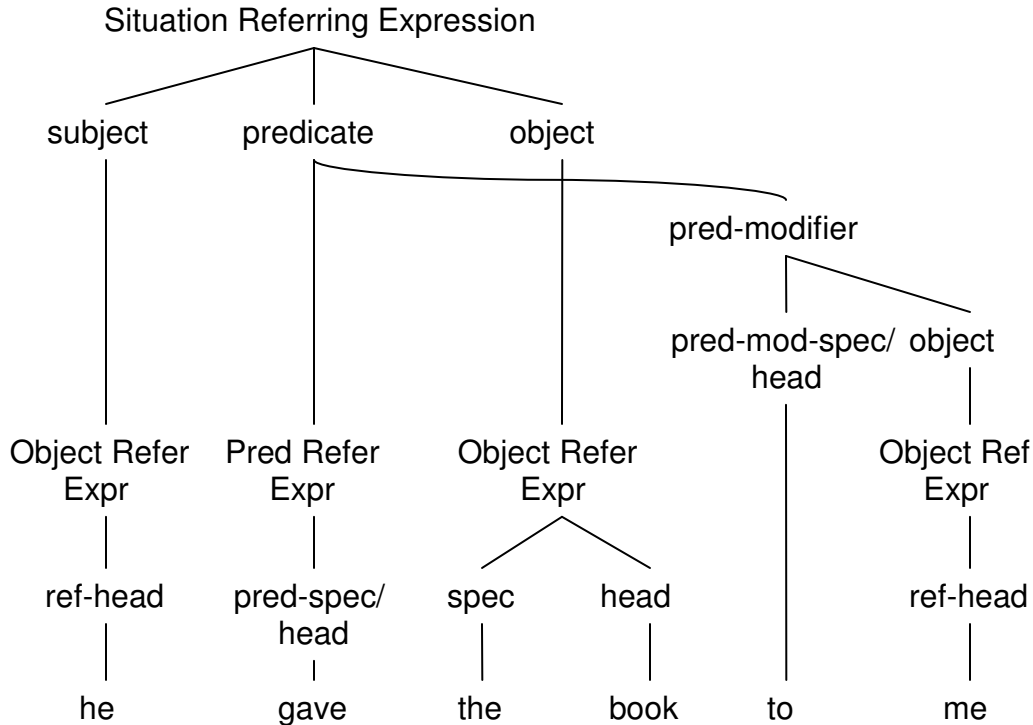 Situation Referring Expression
subject predicate object
pred-modifier
pred-mod-spec/ object
head
Object Refer Pred Refer Object Refer Object Ref
Expr Expr Expr Expr
ref-head pred-spec/ spec head ref-head
head
he gave the book to me